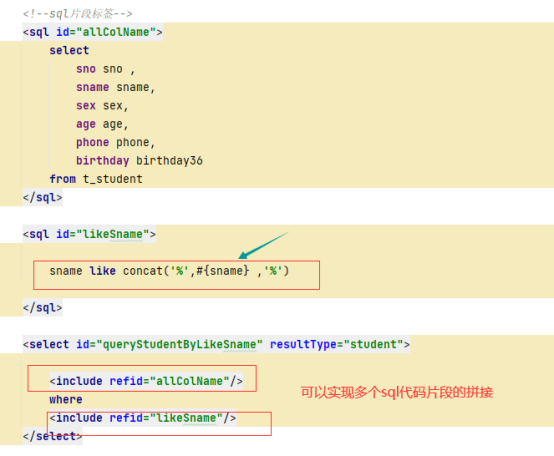 <!--sql片段标签-->
<sql id="allColName">
select
sno sno ,
sname sname,
sex sex,
age age,
phone phone,
birthday birthday36
from t_student
</sql>
<sql id="likeSname">
sname like concat('%',#{sname} ,'%')
</sql>
<select id="queryStudentByLikeSname" resultType="student">
<include refid="allColName"/>
可以实现多个sql代码片段的拼接
where
<include refid="likeSname"/>
</select>